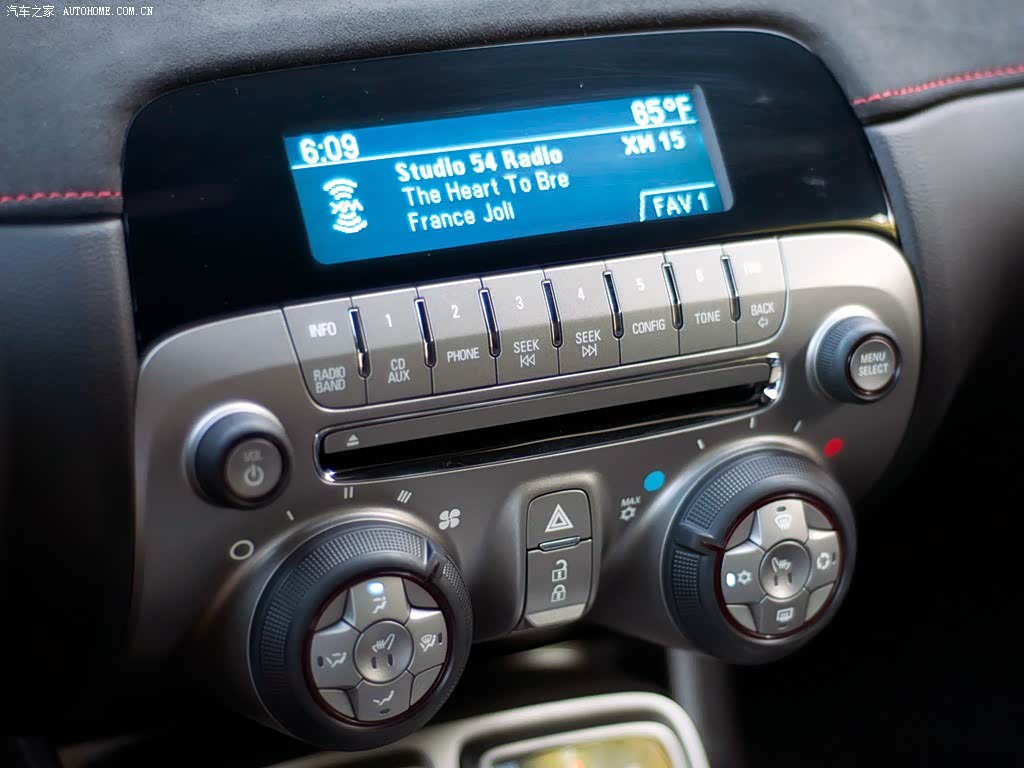 汽车之家 AUTOHOME.COM.CN
6:09
65°F
Studio 54 Radio
XM 15
The Heart To Bre
XM
France Joli
FAV 1
INFO
1
2
3
4
5
6
RADIO
BAND
CD
AUX
PHONE
SEEK
SEEK
CONFIG
TONE
BACK
MENU
SELECT
VOL
MAX